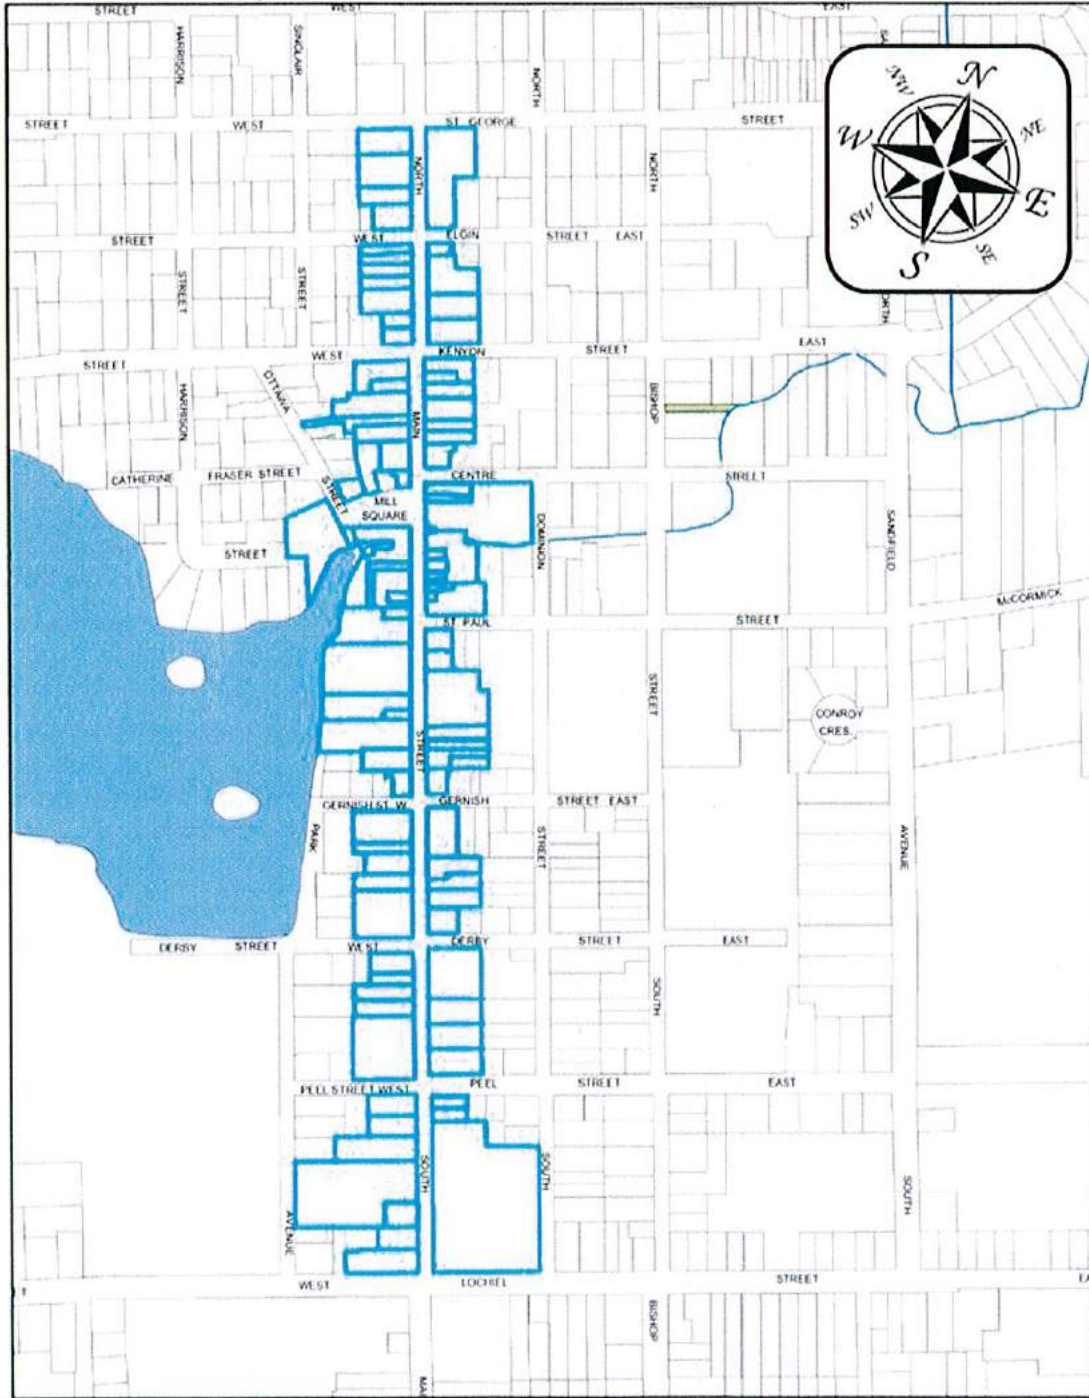 STREET
WEST
EAST
HARRISON
SINCLAIR
NORTH
STREET
WEST
ST. GEORGE
STREET
NW
N
NE
W
E
SW
S
SE
NORTH
NORTH
STREET
WEST
ELGIN
STREET EAST
STREET
STREET
STREET
WEST
KENYON
STREET
EAST
OTTAWA
HARRISON
MAIN
BISHOP
CATHERINE
FRASER STREET
CENTRE
STREET
STREET
MILL
SQUARE
STREET
DOMINION
SANDFIELD
McCORMICK
ST. PAUL
STREET
STREET
CONROY
CRES.
STREET
GERNISH ST. W.
GERNISH
STREET EAST
PARK
STREET
AVENUE
DERBY
STREET
WEST
DERBY
STREET
EAST
SOUTH
PEEL STREET WEST
PEEL
STREET
EAST
SOUTH
SOUTH
SOUTH
AVENUE
WEST
LOCHIEL
STREET
BISHOP